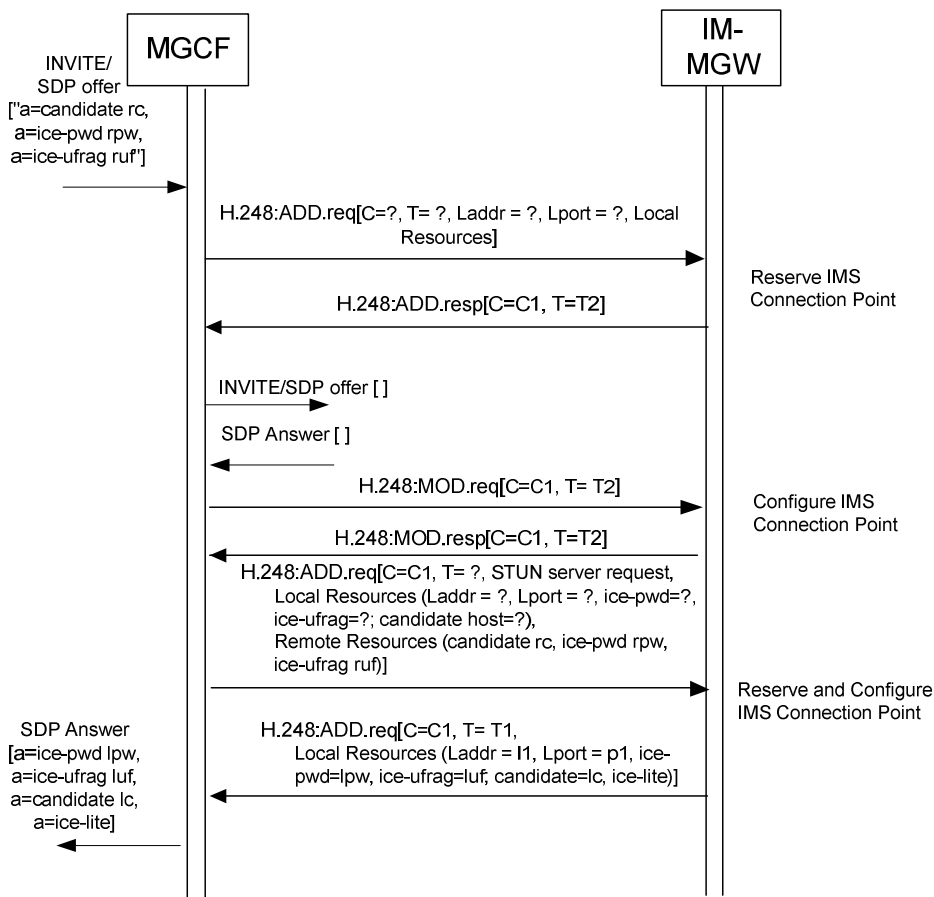 MGCF
IM-
MGW
INVITE/
SDP offer
["a=candidate rc,
a=ice-pwd rpw,
a=ice-ufrag ruf"]
H.248:ADD.req[C=?, T= ?, Laddr = ?, Lport = ?, Local
Resources]
Reserve IMS
Connection Point
H.248:ADD.resp[C=C1, T=T2]
INVITE/SDP offer [ ]
SDP Answer [ ]
H.248:MOD.req[C=C1, T= T2]
Configure IMS
Connection Point
H.248:MOD.resp[C=C1, T=T2]
H.248:ADD.req[C=C1, T= ?, STUN server request,
Local Resources (Laddr = ?, Lport = ?, ice-pwd=?,
ice-ufrag=?; candidate host=?),
Remote Resources (candidate rc, ice-pwd rpw,
ice-ufrag ruf)]
Reserve and Configure
IMS Connection Point
H.248:ADD.req[C=C1, T= T1,
Local Resources (Laddr = l1, Lport = p1, ice-
pwd=lpw, ice-ufrag=luf; candidate=lc, ice-lite)]
SDP Answer
[a=ice-pwd lpw,
a=ice-ufrag luf,
a=candidate lc,
a=ice-lite]